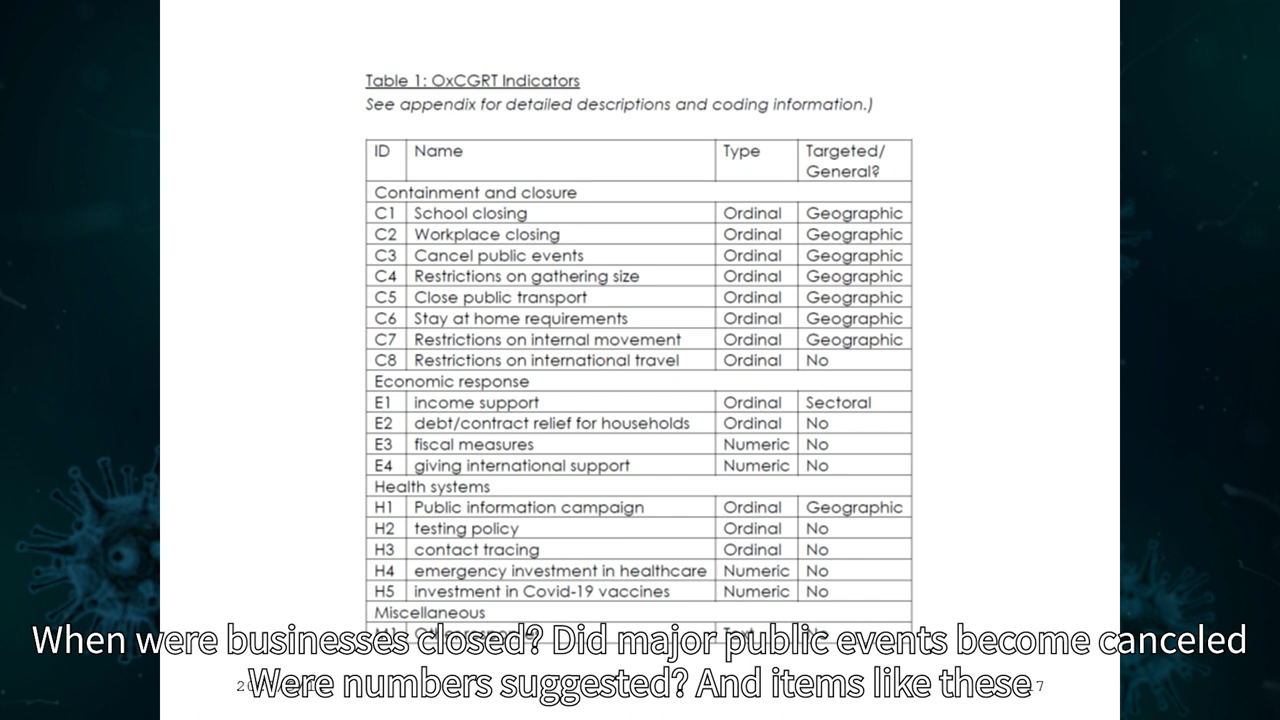 Table 1: OxCGRT Indicators
See appendix for detailed descriptions and coding information.)
ID Name Type Targeted/
General?
Containment and closure
C1 School closing Ordinal Geographic
C2 Workplace closing Ordinal Geographic
C3 Cancel public events Ordinal Geographic
C4 Restrictions on gathering size Ordinal Geographic
C5 Close public transport Ordinal Geographic
C6 Stay at home requirements Ordinal Geographic
C7 Restrictions on internal movement Ordinal Geographic
C8 Restrictions on international travel Ordinal No
Economic response
E1 income support Ordinal Sectoral
E2 debt/contract relief for households Ordinal No
E3 fiscal measures Numeric No
E4 giving international support Numeric No
Health systems
H1 Public information campaign Ordinal Geographic
H2 testing policy Ordinal No
H3 contact tracing Ordinal No
H4 emergency investment in healthcare Numeric No
H5 investment in Covid-19 vaccines Numeric No
Miscellaneous
When were businesses closed? Did major public events become canceled
Were numbers suggested? And items like these